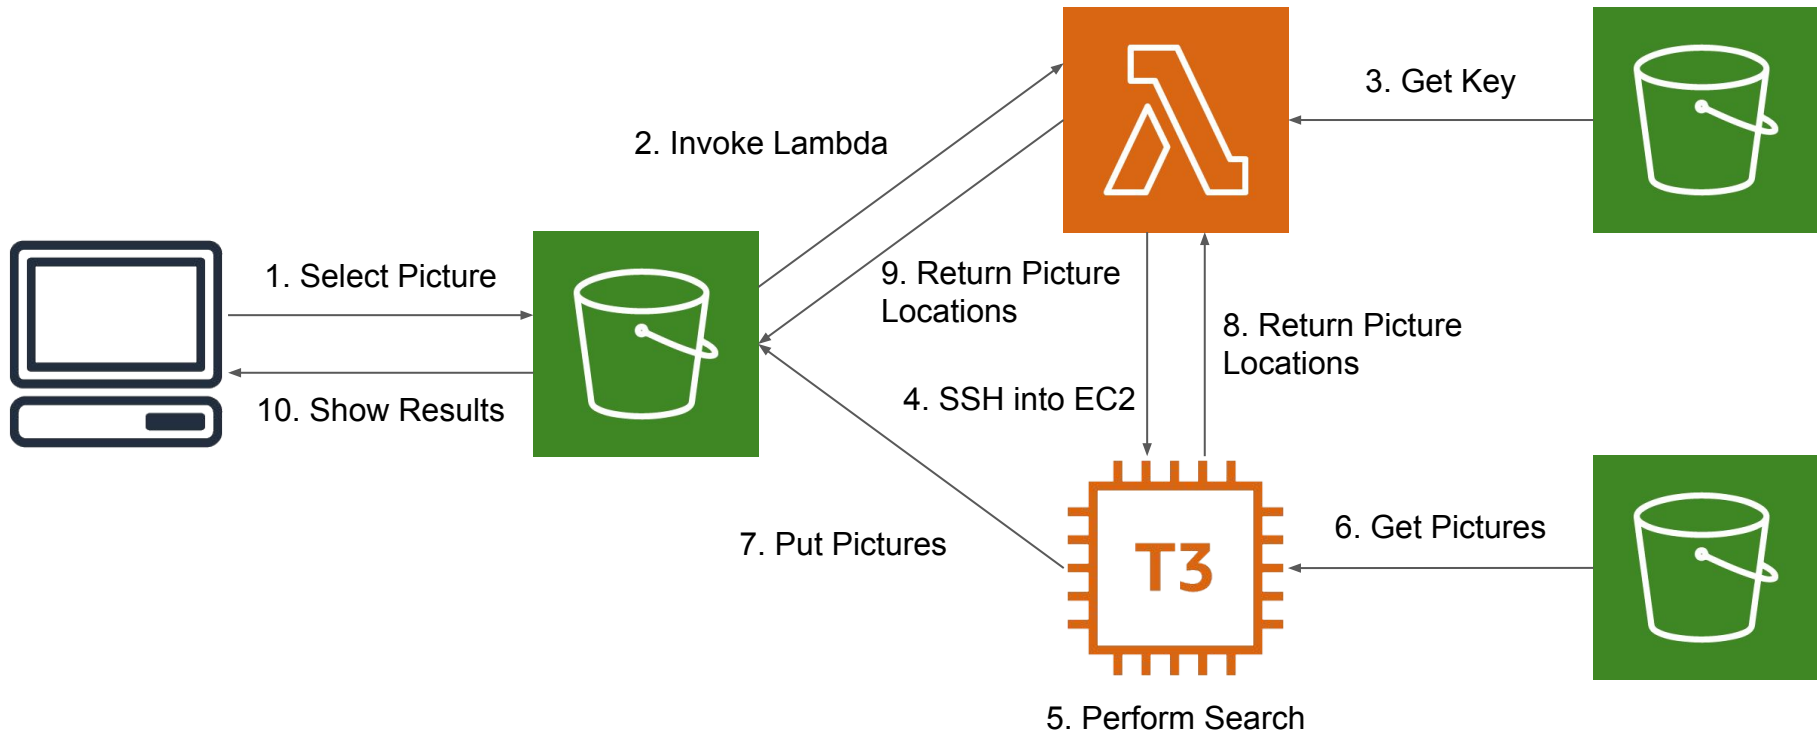 1. Select Picture
2. Invoke Lambda
3. Get Key
4. SSH into EC2
5. Perform Search
6. Get Pictures
7. Put Pictures
8. Return Picture
Locations
9. Return Picture
Locations
10. Show Results
T3